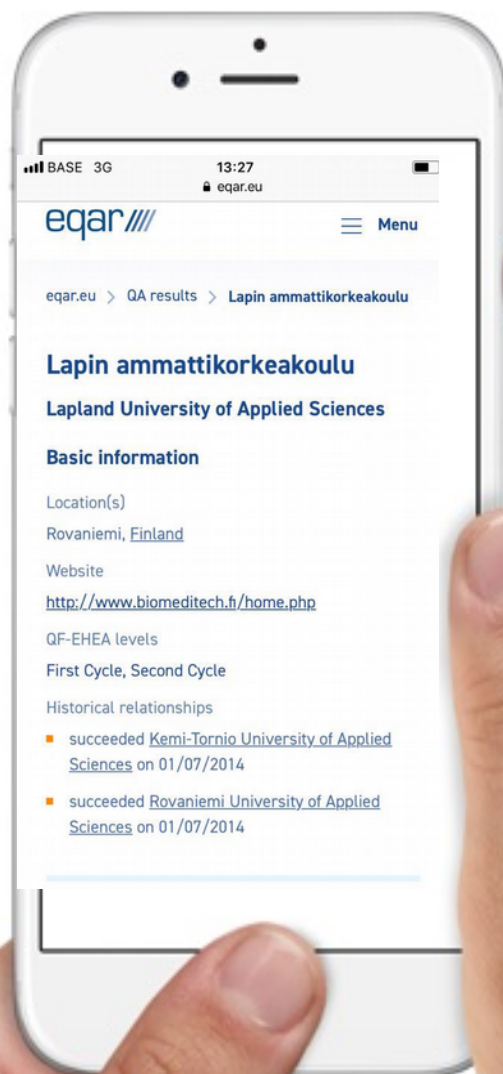 BASE 3G 13:27
eqar.eu
eqar
Menu
eqar.eu > QA results > Lapin ammattikorkeakoulu
Lapin ammattikorkeakoulu
Lapland University of Applied Sciences
Basic information
Location(s)
Rovaniemi, Finland
Website
http://www.biomeditech.fi/home.php
QF-EHEA levels
First Cycle, Second Cycle
Historical relationships
succeeded Kemi-Tornio University of Applied
Sciences on 01/07/2014
succeeded Rovaniemi University of Applied
Sciences on 01/07/2014